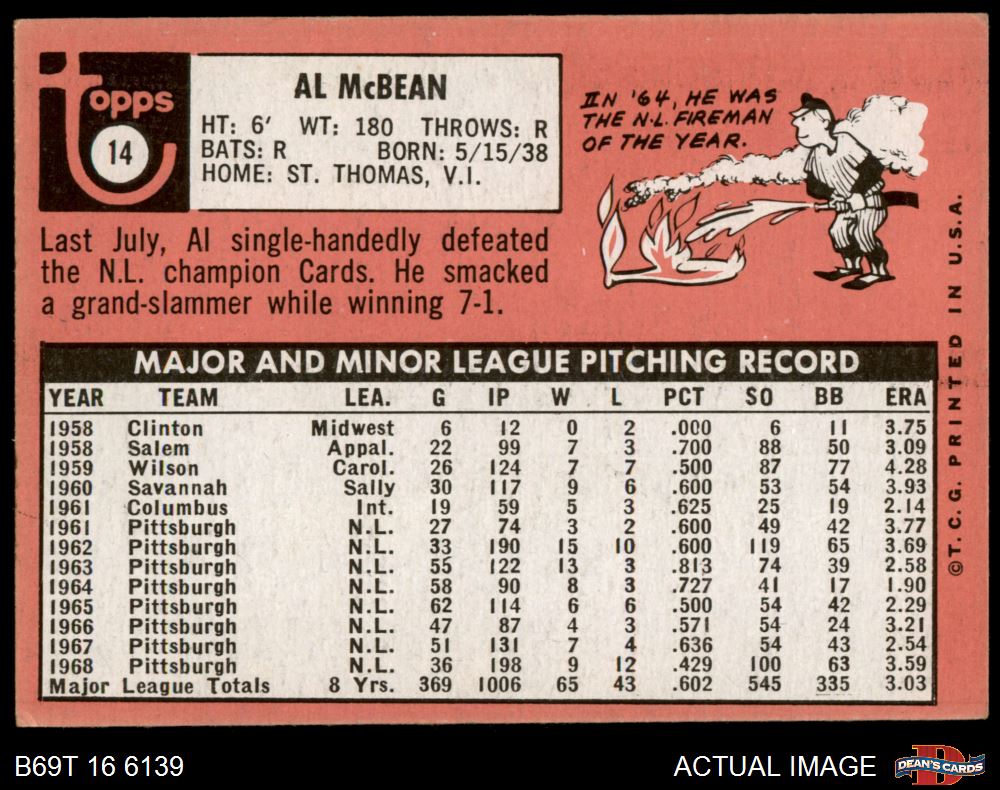 Topps
14
AL McBEAN
HT: 6' WT: 180 THROWS: R
BATS: R BORN: 5/15/38
HOME: ST. THOMAS, V.I.
IN '64, HE WAS
THE N.L. FIREMAN
OF THE YEAR.
Last July, Al single-handedly defeated
the N.L. champion Cards. He smacked
a grand-slammer while winning 7-1.
MAJOR AND MINOR LEAGUE PITCHING RECORD
YEAR TEAM LEA. G IP W L PCT SO BB ERA
1958 Clinton Midwest 6 12 0 2 .000 6 11 3.75
1958 Salem Appal. 22 99 7 3 .700 88 50 3.09
1959 Wilson Carol. 26 124 7 7 .500 87 77 4.28
1960 Savannah Sally 30 117 9 6 .600 53 54 3.93
1961 Columbus Int. 19 59 5 3 .625 25 19 2.14
1961 Pittsburgh N.L. 27 74 3 2 .600 49 42 3.77
1962 Pittsburgh N.L. 33 190 15 10 .600 119 65 3.69
1963 Pittsburgh N.L. 55 122 13 3 .813 74 39 2.58
1964 Pittsburgh N.L. 58 90 8 3 .727 41 17 1.90
1965 Pittsburgh N.L. 62 114 6 6 .500 54 42 2.29
1966 Pittsburgh N.L. 47 87 4 3 .571 54 24 3.21
1967 Pittsburgh N.L. 51 131 7 4 .636 54 43 2.54
1968 Pittsburgh N.L. 36 198 9 12 .429 100 63 3.59
Major League Totals 8 Yrs. 369 1006 65 43 .602 545 335 3.03
©T.C.G. PRINTED IN U.S.A.
B69T 16 6139
ACTUAL IMAGE
D
DEAN'S CARDS